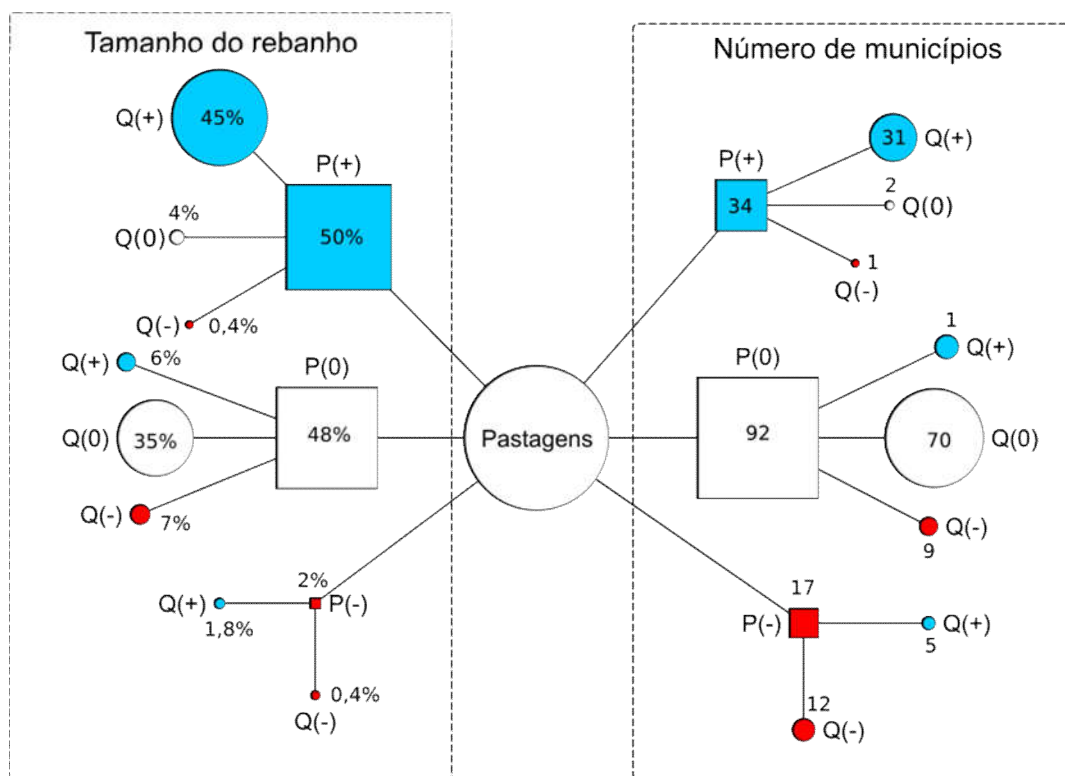 Tamanho do rebanho
Q(+)
45%
P(+)
50%
4%
Q(0)
Q(-)
0,4%
Q(+)
6%
P(0)
48%
Q(0)
35%
Q(-)
7%
2%
P(-)
Q(+)
1,8%
0,4%
Q(-)
Pastagens
Número de municípios
P(+)
34
31
Q(+)
2
Q(0)
1
Q(-)
P(0)
92
1
Q(+)
70
Q(0)
Q(-)
9
17
P(-)
Q(+)
5
12
Q(-)